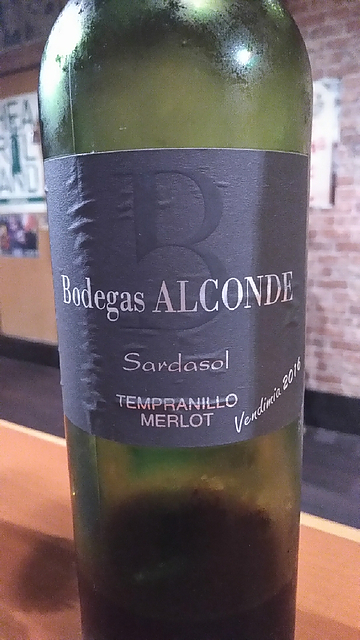 B
Bodegas ALCONDE
Sardasol
TEMPRANILLO
MERLOT
Vendimia 2016